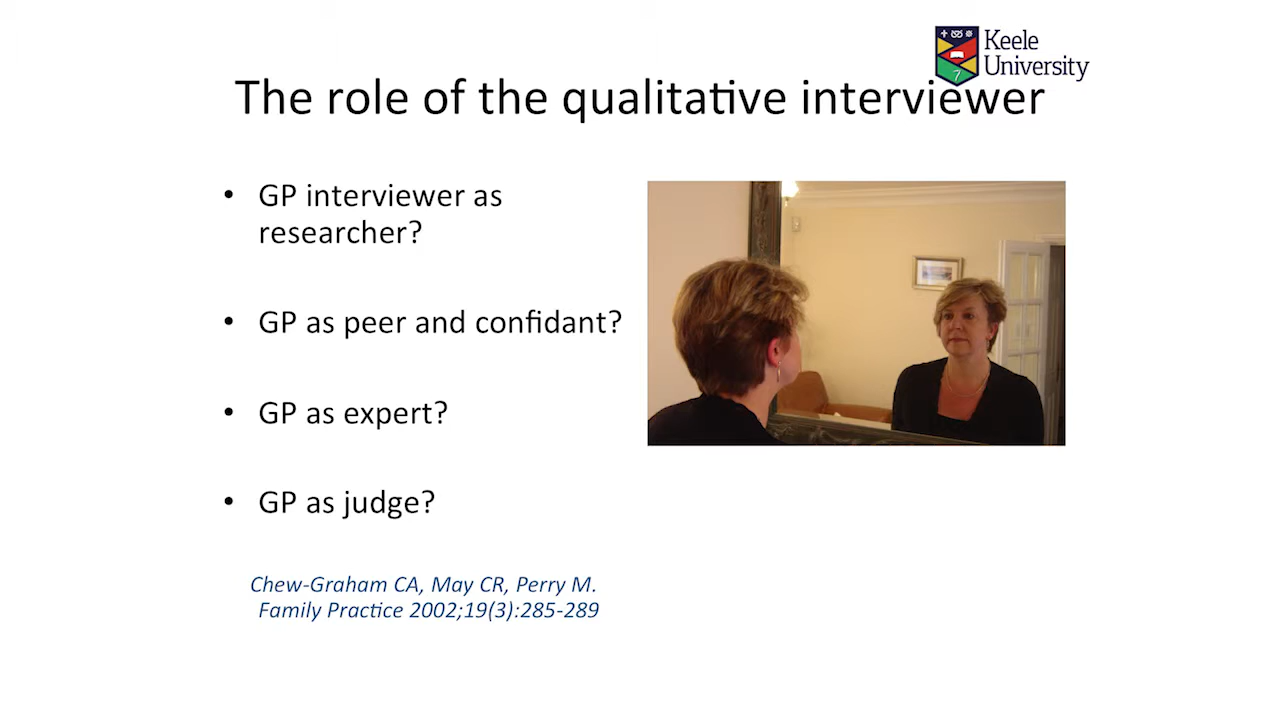 Keele
University
The role of the qualitative interviewer
• GP interviewer as
researcher?
• GP as peer and confidant?
• GP as expert?
• GP as judge?
Chew-Graham CA, May CR, Perry M.
Family Practice 2002;19(3):285-289